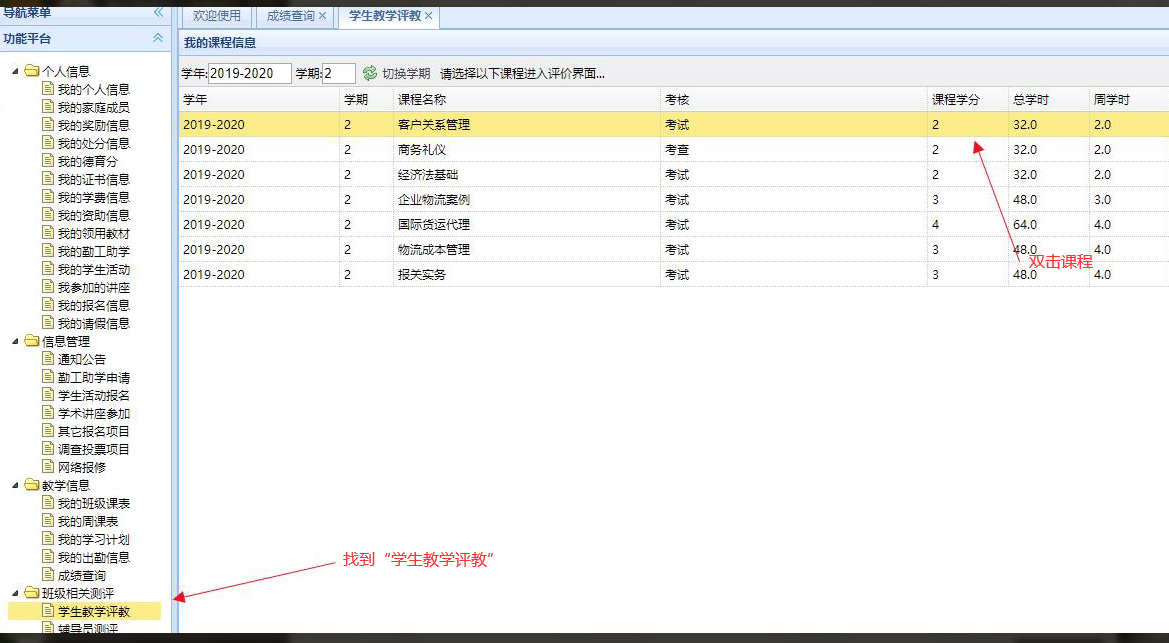 导航菜单
功能平台
个人信息
我的个人信息
我的家庭成员
我的奖励信息
我的处分信息
我的德育分
我的证书信息
我的学费信息
我的资助信息
我的领用教材
我的勤工助学
我的学生活动
我参加的讲座
我的报名信息
我的请假信息
信息管理
通知公告
勤工助学申请
学生活动报名
学术讲座参加
其它报名项目
调查投票项目
网络报修
教学信息
我的班级课表
我的周课表
我的学习计划
我的出勤信息
成绩查询
班级相关测评
学生教学评教
辅导员测评
欢迎使用 成绩查询 学生教学评教
我的课程信息
学年:2019-2020 学期:2 切换学期 请选择以下课程进入评价界面...
学年 学期 课程名称 考核 课程学分 总学时 周学时
2019-2020 2 客户关系管理 考试 2 32.0 2.0
2019-2020 2 商务礼仪 考查 2 32.0 2.0
2019-2020 2 经济法基础 考试 2 32.0 2.0
2019-2020 2 企业物流案例 考试 3 48.0 3.0
2019-2020 2 国际货运代理 考试 4 64.0 4.0
2019-2020 2 物流成本管理 考试 3 48.0 4.0
2019-2020 2 报关实务 考试 3 48.0 4.0
双击课程
找到“学生教学评教”